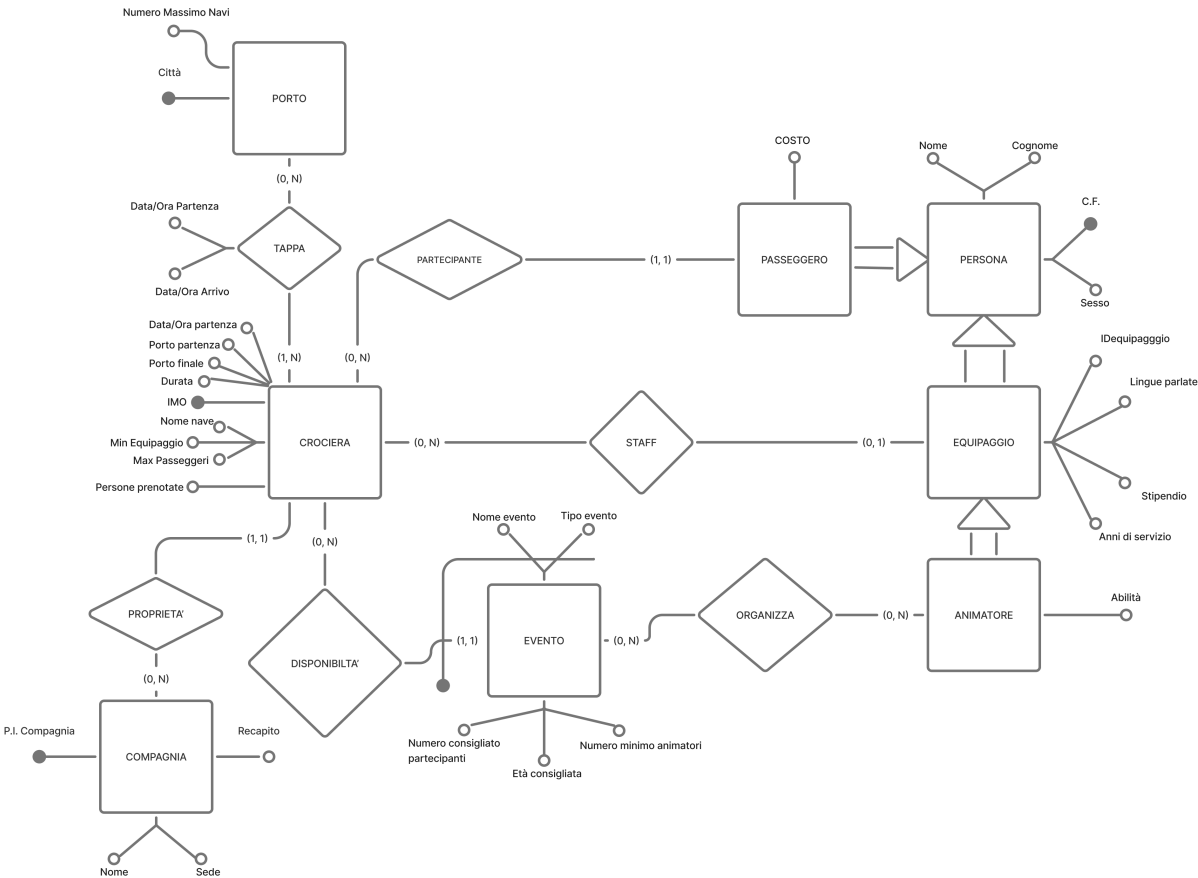 Numero Massimo Navi
Città
PORTO
(0, N)
COSTO
Nome
Cognome
C.F.
Data/Ora Partenza
TAPPA
Data/Ora Arrivo
PARTECIPANTE
(1, 1)
PASSEGGERO
PERSONA
Sesso
Data/Ora partenza
Porto partenza
Porto finale
Durata
IMO
Nome nave
Min Equipaggio
Max Passeggeri
Persone prenotate
(1, N)
(0, N)
CROCIERA
(0, N)
STAFF
(0, 1)
EQUIPAGGIO
IDequipagggio
Lingue parlate
Stipendio
Anni di servizio
(1, 1)
(0, N)
Nome evento
Tipo evento
PROPRIETA’
DISPONIBILTA’
(1, 1)
EVENTO
(0, N)
ORGANIZZA
(0, N)
ANIMATORE
Abilità
(0, N)
P.I. Compagnia
COMPAGNIA
Recapito
Numero consigliato
partecipanti
Età consigliata
Numero minimo animatori
Nome
Sede